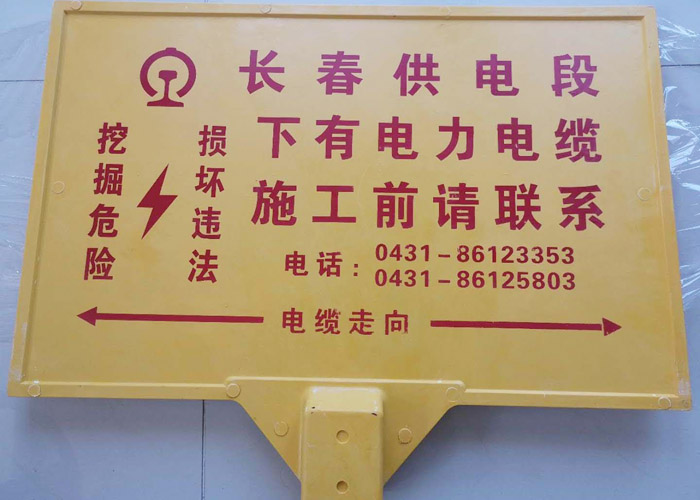 长春供电段
下有电力电缆
施工前请联系
挖掘危险
损坏违法
电话：0431-86123353
0431-86125803
电缆走向